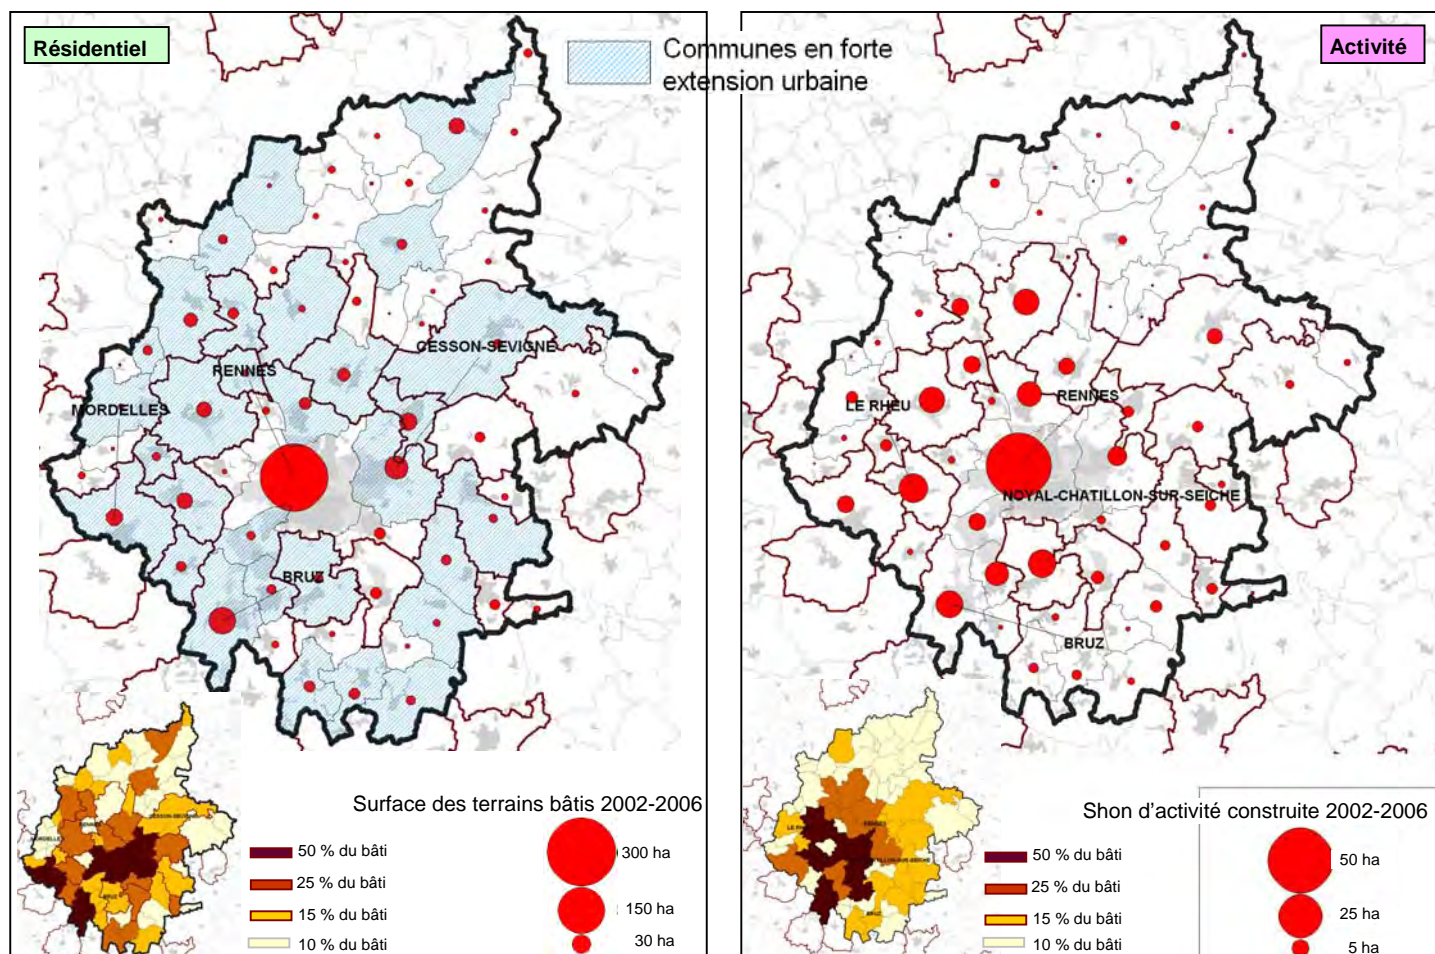 Résidentiel
Communes en forte
extension urbaine
CESSON-SEVIGNE
RENNES
MORDELLES
BRUZ
Surface des terrains bâtis 2002-2006
50 % du bâti
25 % du bâti
15 % du bâti
10 % du bâti
300 ha
150 ha
30 ha
Activité
LE RHEU
RENNES
NOYAL-CHATILLON-SUR-SEICHE
BRUZ
Shon d'activité construite 2002-2006
50 % du bâti
25 % du bâti
15 % du bâti
10 % du bâti
50 ha
25 ha
5 ha